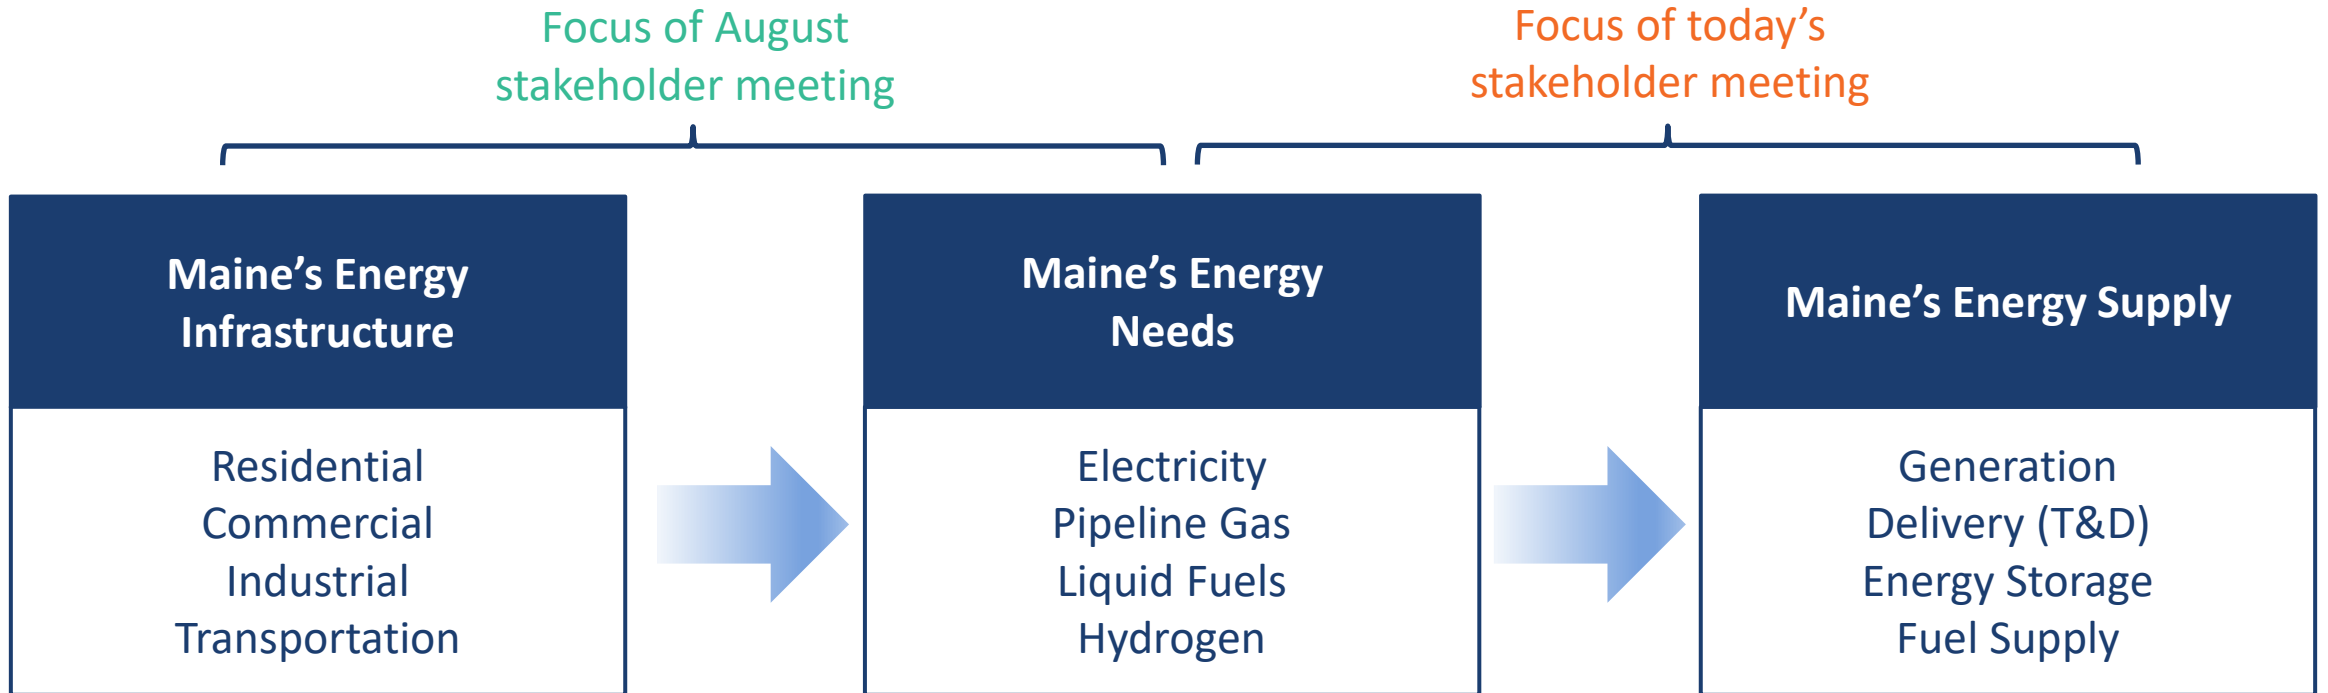 Focus of August
stakeholder meeting
Focus of today’s
stakeholder meeting
Maine’s Energy
Infrastructure
Residential
Commercial
Industrial
Transportation
Maine’s Energy
Needs
Electricity
Pipeline Gas
Liquid Fuels
Hydrogen
Maine’s Energy Supply
Generation
Delivery (T&D)
Energy Storage
Fuel Supply